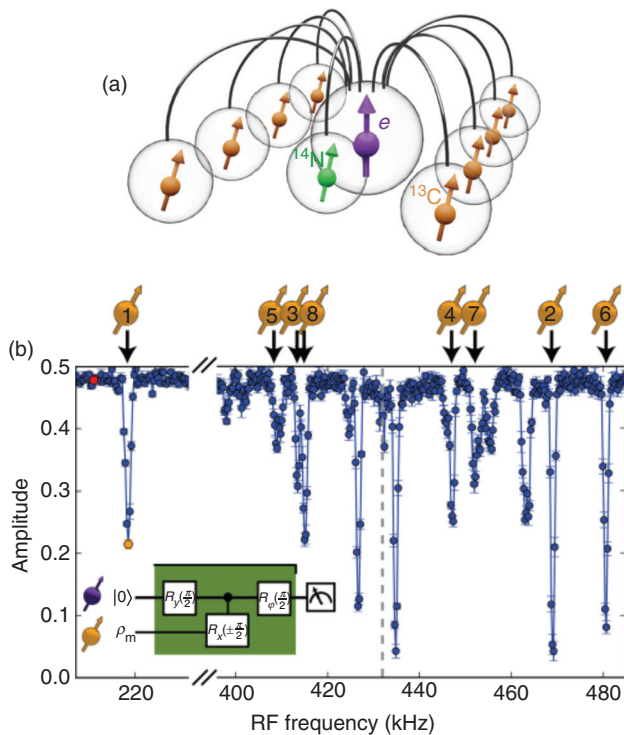 (a)
e
14N
13C
1 5 3 8 4 7 2 6
(b)
0.5
0.4
0.3
0.2
0.1
0.0
Amplitude
|0⟩ Ry(π/2) Rφ(π/2)
ρm Rx(±π/2)
220 400 420 440 460 480
RF frequency (kHz)